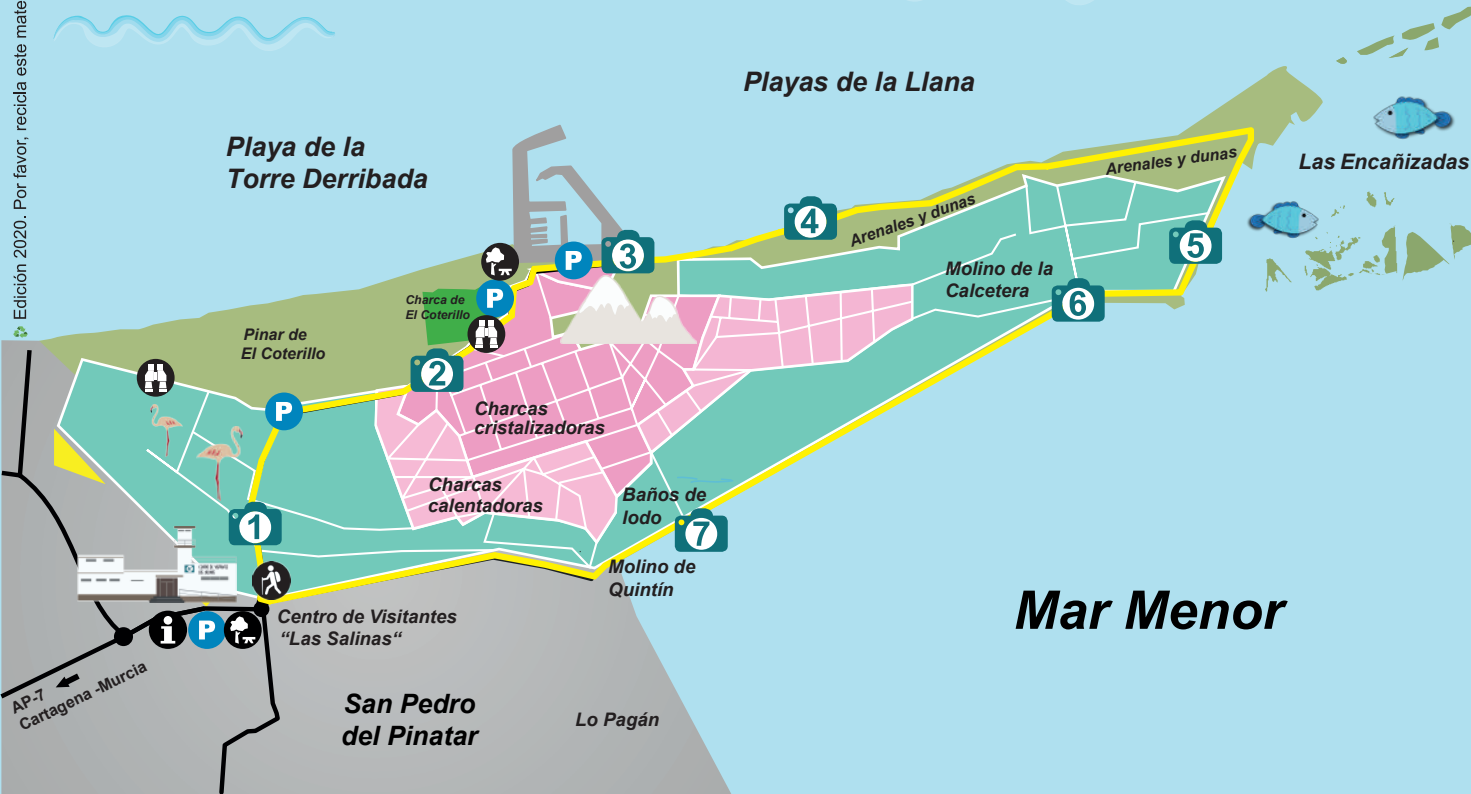 Edición 2020. Por favor, recicla este mate
Playas de la Llana
Playa de la
Torre Derribada
Las Encañizadas
Arenales y dunas
Arenales y dunas
4
3
5
P
Molino de la
Calcetera
6
Charca de
El Coterillo
P
Pinar de
El Coterillo
2
P
Charcas
cristalizadoras
Charcas
calentadoras
Baños de
lodo
7
1
Molino de
Quintín
Mar Menor
Centro de Visitantes
“Las Salinas“
i
P
AP-7
Cartagena -Murcia
San Pedro
del Pinatar
Lo Pagán